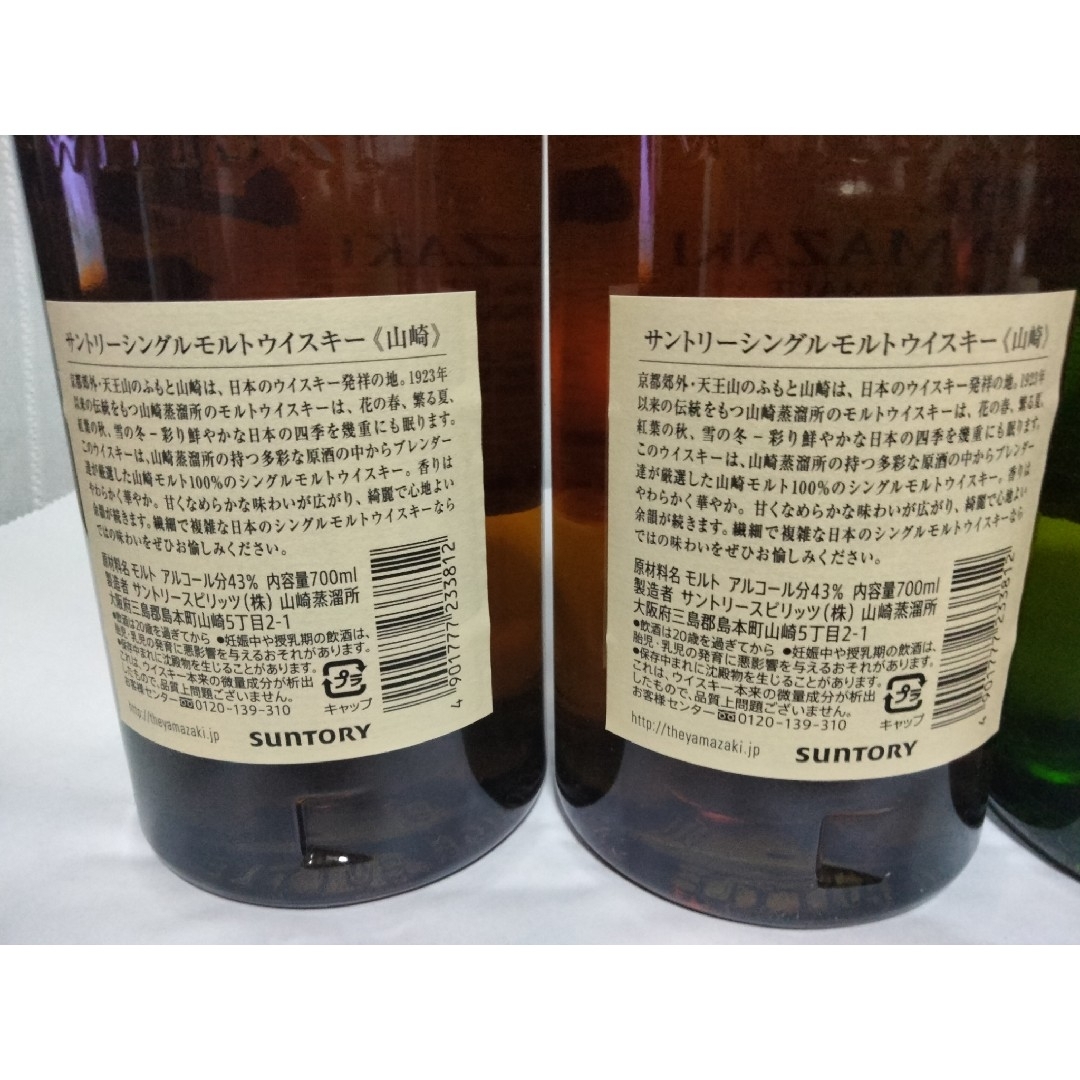 サントリーシングルモルトウイスキー《山崎》
京都郊外・天王山のふもと山崎は、日本のウイスキー発祥の地。1923年
以来の伝統をもつ山崎蒸溜所のモルトウイスキーは、花の春、繁る夏、
紅葉の秋、雪の冬－彩り鮮やかな日本の四季を幾重にも眠ります。
このウイスキーは、山崎蒸溜所の持つ多彩な原酒の中からブレンダー
達が厳選した山崎モルト100%のシングルモルトウイスキー。香りは
やわらかく華やか。甘くなめらかな味わいが広がり、綺麗で心地よい
余韻が続きます。繊細で複雑な日本のシングルモルトウイスキーなら
ではの味わいをぜひお愉しみください。
原材料名 モルト アルコール分43% 内容量700ml
製造者 サントリースピリッツ(株) 山崎蒸溜所
大阪府三島郡島本町山崎5丁目2-1
●飲酒は20歳を過ぎてから ●妊娠中や授乳期の飲酒は、
胎児・乳児の発育に悪影響を与えるおそれがあります。
●保存中まれに沈殿物を生じることがあります。
これは、ウイスキー本来の微量成分が析出
したもので、品質上問題ございません。
お客様センター 0120-139-310
プラ
キャップ
http://theyamazaki.jp
SUNTORY
4 901777 233812
AMAZAKI
サントリーシングルモルトウイスキー《山崎》
京都郊外・天王山のふもと山崎は、日本のウイスキー発祥の地。1923年
以来の伝統をもつ山崎蒸溜所のモルトウイスキーは、花の春、繁る夏、
紅葉の秋、雪の冬－彩り鮮やかな日本の四季を幾重にも眠ります。
このウイスキーは、山崎蒸溜所の持つ多彩な原酒の中からブレンダー
達が厳選した山崎モルト100%のシングルモルトウイスキー。香りは
やわらかく華やか。甘くなめらかな味わいが広がり、綺麗で心地よい
余韻が続きます。繊細で複雑な日本のシングルモルトウイスキーなら
ではの味わいをぜひお愉しみください。
原材料名 モルト アルコール分43% 内容量700ml
製造者 サントリースピリッツ(株) 山崎蒸溜所
大阪府三島郡島本町山崎5丁目2-1
●飲酒は20歳を過ぎてから ●妊娠中や授乳期の飲酒は、
胎児・乳児の発育に悪影響を与えるおそれがあります。
●保存中まれに沈殿物を生じることがあります。
これは、ウイスキー本来の微量成分が析出
したもので、品質上問題ございません。
お客様センター 0120-139-310
プラ
キャップ
http://theyamazaki.jp
SUNTORY
4 901777 233812